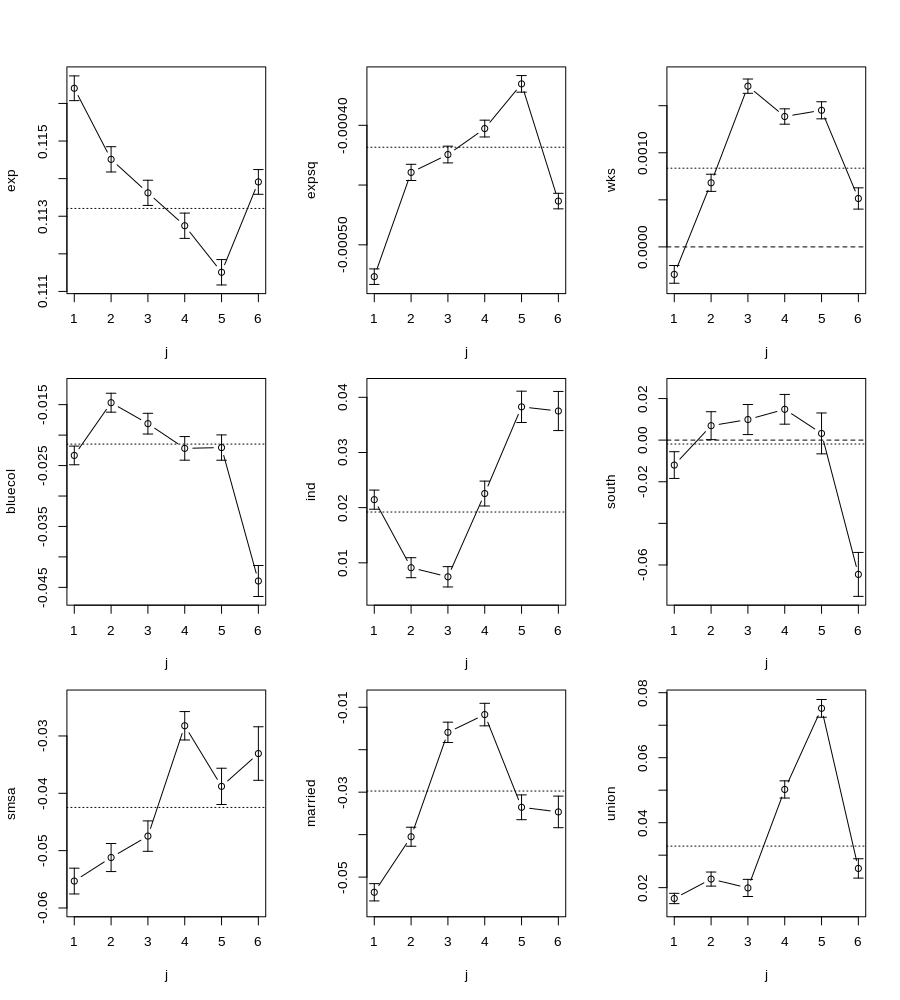 exp
0.115
0.113
0.111
1 2 3 4 5 6
j
expsq
-0.00040
-0.00050
1 2 3 4 5 6
j
wks
0.0010
0.0000
1 2 3 4 5 6
j
bluecol
-0.015
-0.025
-0.035
-0.045
1 2 3 4 5 6
j
ind
0.04
0.03
0.02
0.01
1 2 3 4 5 6
j
south
0.02
0.00
-0.02
-0.06
1 2 3 4 5 6
j
smsa
-0.03
-0.04
-0.05
-0.06
1 2 3 4 5 6
j
married
-0.01
-0.03
-0.05
1 2 3 4 5 6
j
union
0.08
0.06
0.04
0.02
1 2 3 4 5 6
j